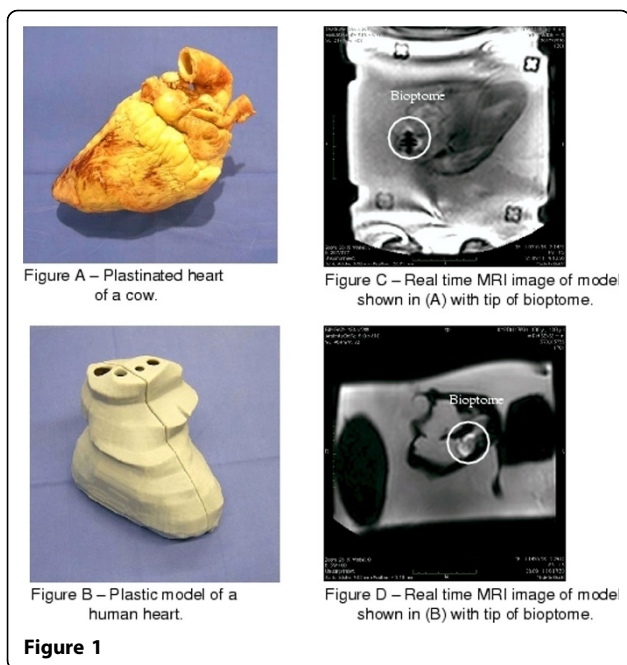 Bioptome
Figure A – Plastinated heart
of a cow.
Figure C – Real time MRI image of model
shown in (A) with tip of bioptome.
Bioptome
Figure B – Plastic model of a
human heart.
Figure D – Real time MRI image of model
shown in (B) with tip of bioptome.
Figure 1